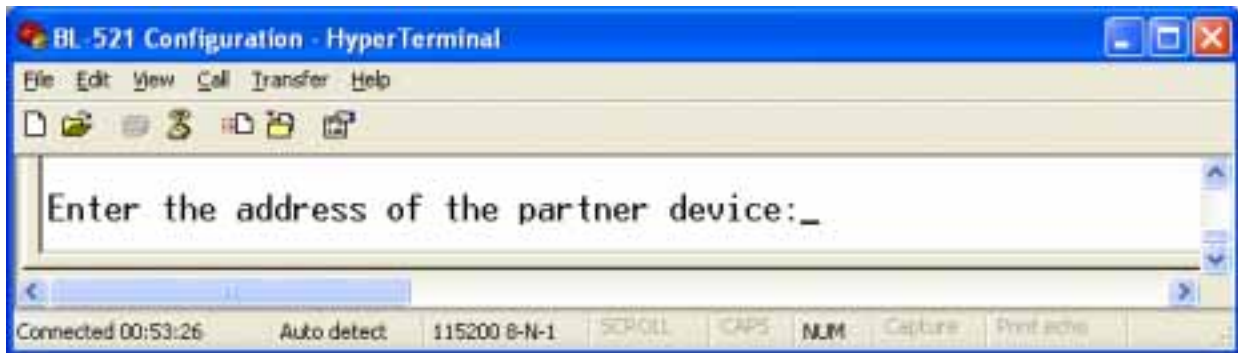 BL-521 Configuration - HyperTerminal
File Edit View Call Transfer Help
Enter the address of the partner device:_
Connected 00:53:26 Auto detect 115200 8-N-1 SCROLL CAPS NUM Capture Print echo